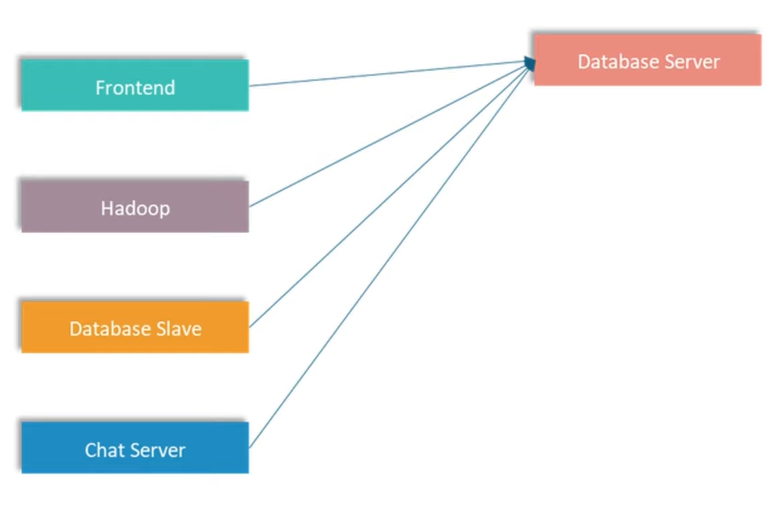 Frontend
Database Server
Hadoop
Database Slave
Chat Server